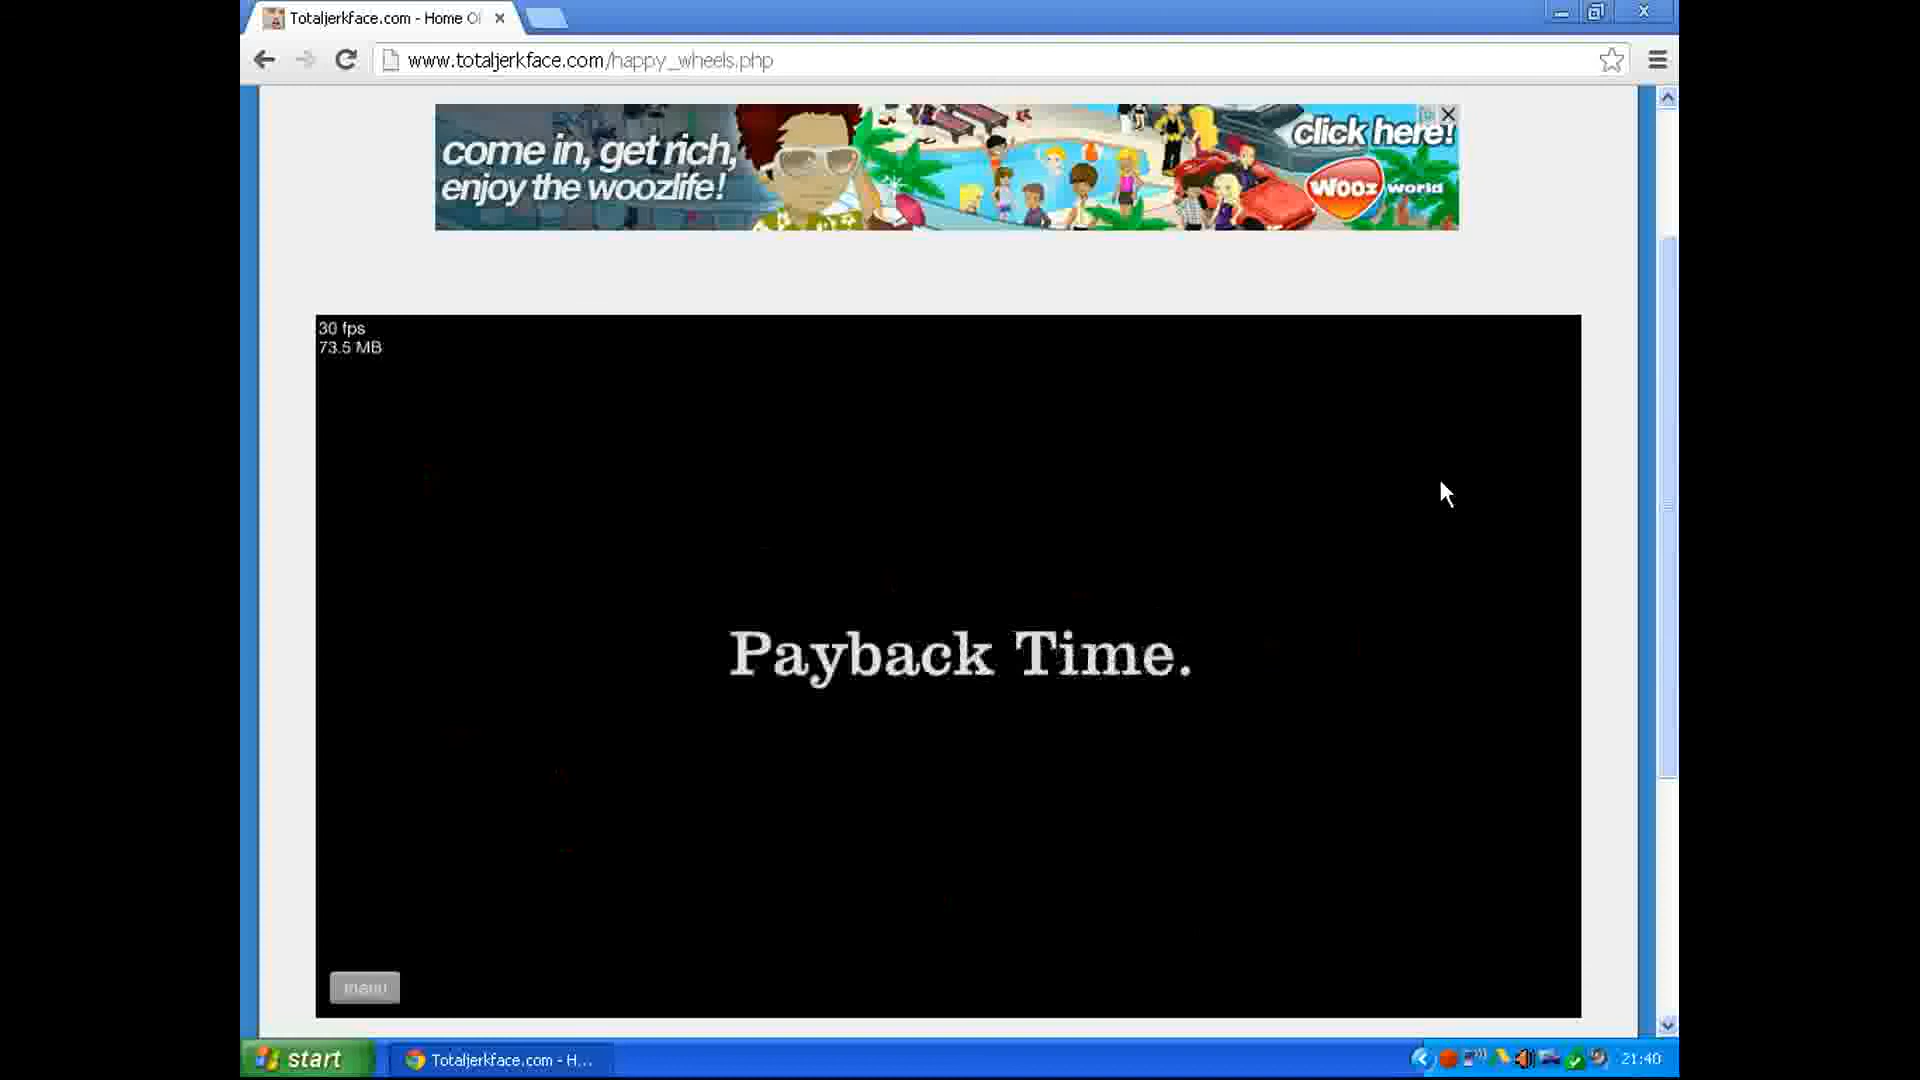 Totaljerkface.com - Home Of
www.totaljerkface.com/happy_wheels.php
come in, get rich,
enjoy the woozlife!
click here!
Wooz world
30 fps
73.5 MB
Payback Time.
menu
start
Totaljerkface.com - H...
21:40